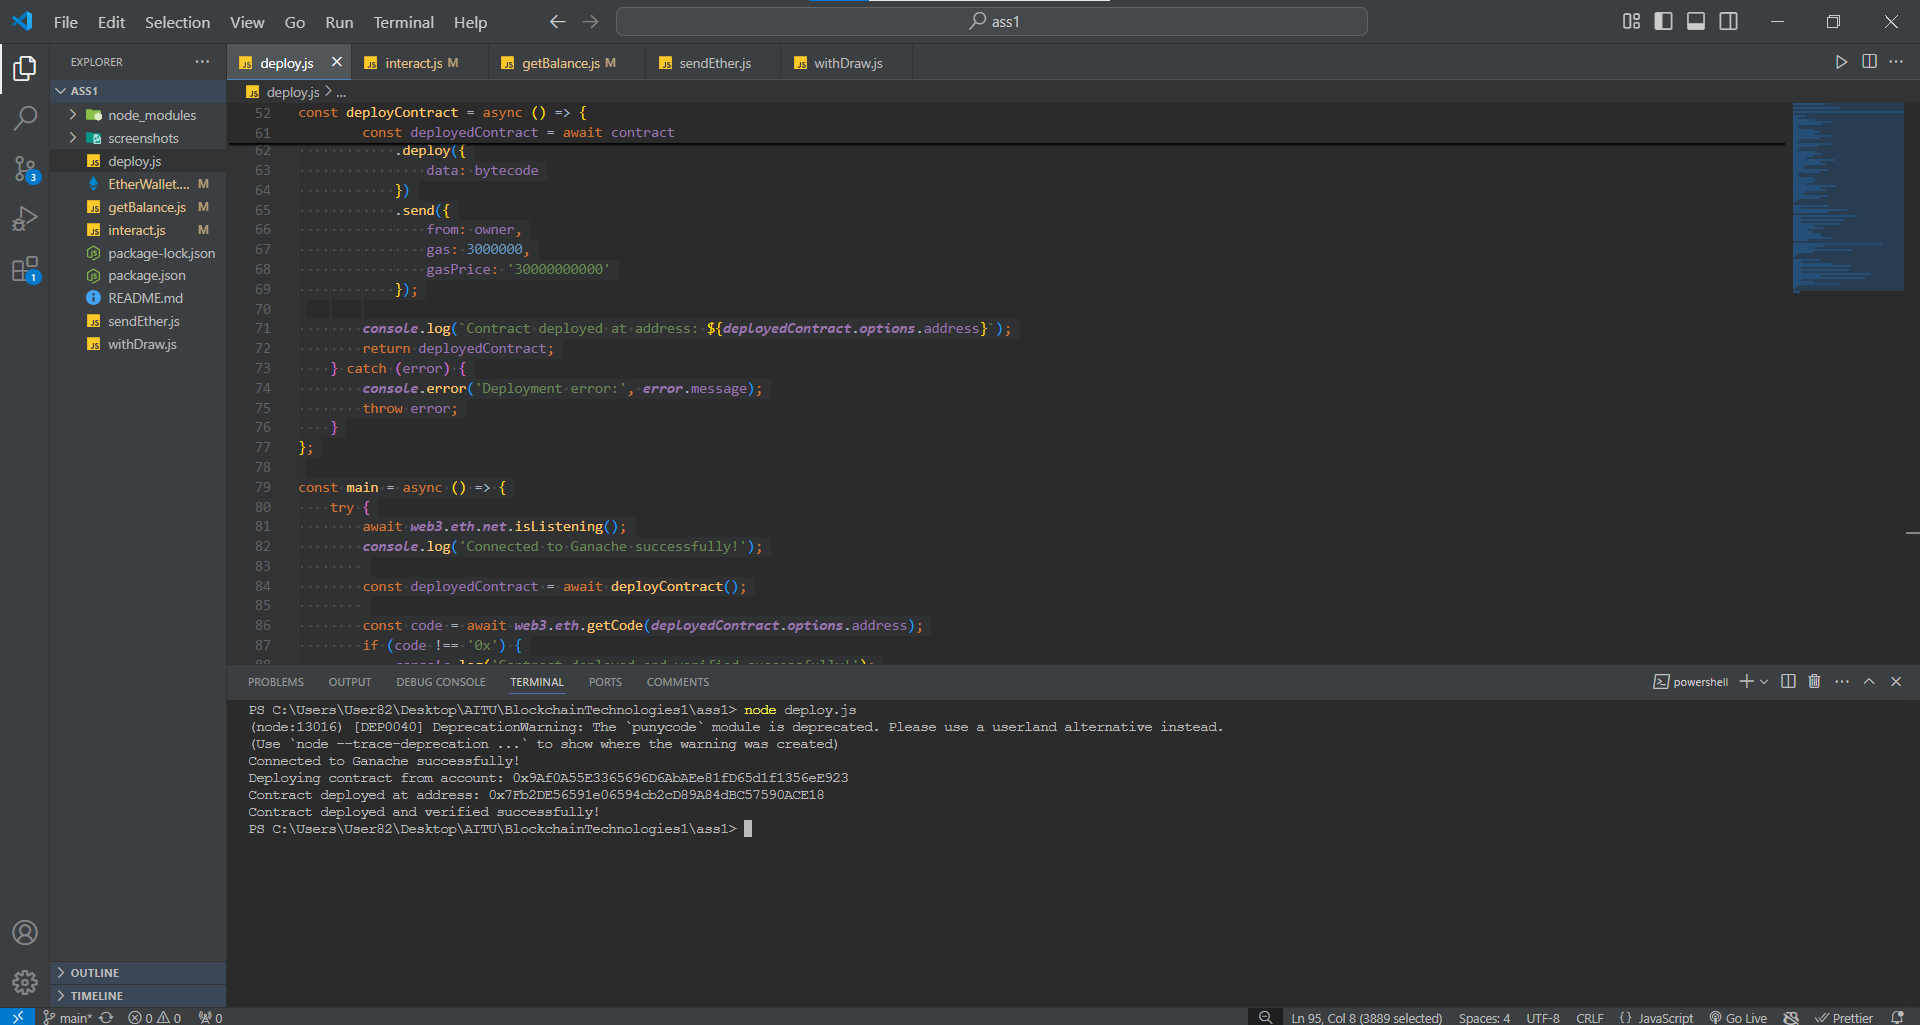 File Edit Selection View Go Run Terminal Help
ass1
EXPLORER
ASS1
node_modules
screenshots
deploy.js
EtherWallet.... M
getBalance.js M
interact.js M
package-lock.json
package.json
README.md
sendEther.js
withDraw.js
OUTLINE
TIMELINE
3
1
deploy.js interact.js M getBalance.js M sendEther.js withDraw.js
deploy.js > ...
52 const deployContract = async () => {
61 const deployedContract = await contract
62 .deploy({
63 data: bytecode
64 })
65 .send({
66 from: owner,
67 gas: 3000000,
68 gasPrice: '30000000000'
69 });
70
71 console.log(`Contract deployed at address: ${deployedContract.options.address}`);
72 return deployedContract;
73 } catch (error) {
74 console.error('Deployment error:', error.message);
75 throw error;
76 }
77 };
78
79 const main = async () => {
80 try {
81 await web3.eth.net.isListening();
82 console.log('Connected to Ganache successfully!');
83
84 const deployedContract = await deployContract();
85
86 const code = await web3.eth.getCode(deployedContract.options.address);
87 if (code !== '0x') {
88 console.log('Contract deployed and verified successfully!');
PROBLEMS OUTPUT DEBUG CONSOLE TERMINAL PORTS COMMENTS
powershell
PS C:\Users\User82\Desktop\AITU\BlockchainTechnologies1\ass1> node deploy.js
(node:13016) [DEP0040] DeprecationWarning: The `punycode` module is deprecated. Please use a userland alternative instead.
(Use `node --trace-deprecation ...` to show where the warning was created)
Connected to Ganache successfully!
Deploying contract from account: 0x9Af0A55E3365696D6AbAEe81fD65d1f1356eE923
Contract deployed at address: 0x7Fb2DE56591e06594cb2cD89A84dBC57590ACE18
Contract deployed and verified successfully!
PS C:\Users\User82\Desktop\AITU\BlockchainTechnologies1\ass1>
main* 0 0 0
Ln 95, Col 8 (3889 selected) Spaces: 4 UTF-8 CRLF {} JavaScript Go Live Prettier